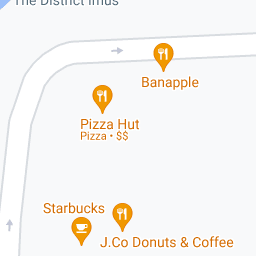 The District Imus
Banapple
Pizza Hut
Pizza • $$
Starbucks
J.Co Donuts & Coffee